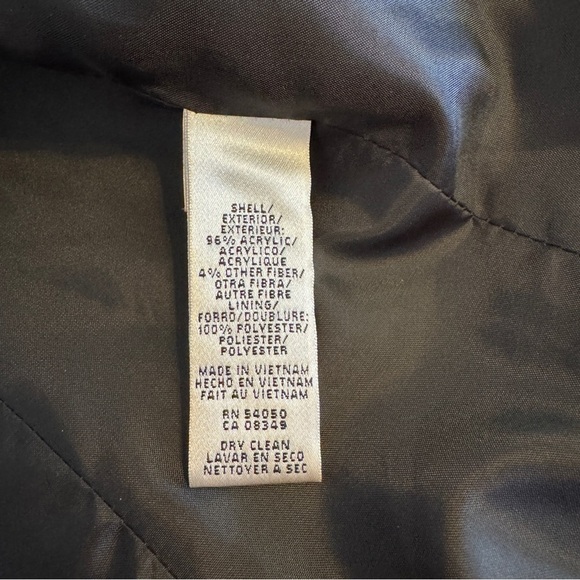 SHELL/
EXTERIOR/
EXTERIEUR:
96% ACRYLIC/
ACRILICO/
ACRYLIQUE
4% OTHER FIBER/
OTRA FIBRA/
AUTRE FIBRE
LINING/
FORRO/DOUBLURE:
100% POLYESTER/
POLIESTER/
POLYESTER
MADE IN VIETNAM
HECHO EN VIETNAM
FAIT AU VIETNAM
RN 54050
CA 08349
DRY CLEAN
LAVAR EN SECO
NETTOYER A SEC